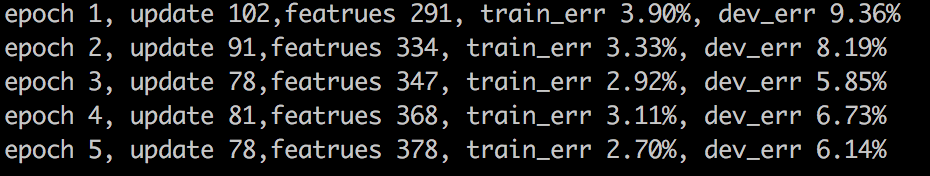 epoch 1, update 102,featrues 291, train_err 3.90%, dev_err 9.36%
epoch 2, update 91,featrues 334, train_err 3.33%, dev_err 8.19%
epoch 3, update 78,featrues 347, train_err 2.92%, dev_err 5.85%
epoch 4, update 81,featrues 368, train_err 3.11%, dev_err 6.73%
epoch 5, update 78,featrues 378, train_err 2.70%, dev_err 6.14%